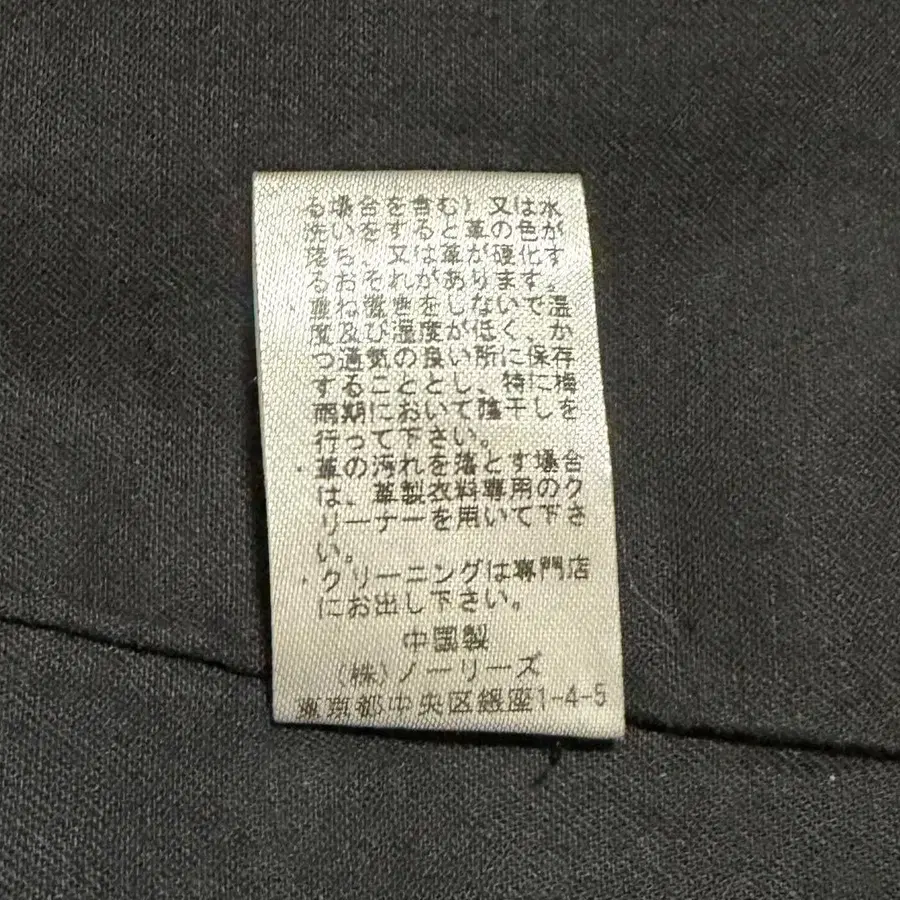 る場合を含む）又は水
洗いをすると革の色が
落ち、又は革が硬化す
るおそれがあります。
・重ね置きをしないで温
度及び湿度が低く、か
つ通気の良い所に保存
することとし、特に梅
雨期において陰干しを
行って下さい。
・革の汚れを落とす場合
は、革製衣料専用のク
リーナーを用いて下さ
い。
・クリーニングは専門店
にお出し下さい。
中国製
（株）ノーリーズ
東京都中央区銀座1-4-5